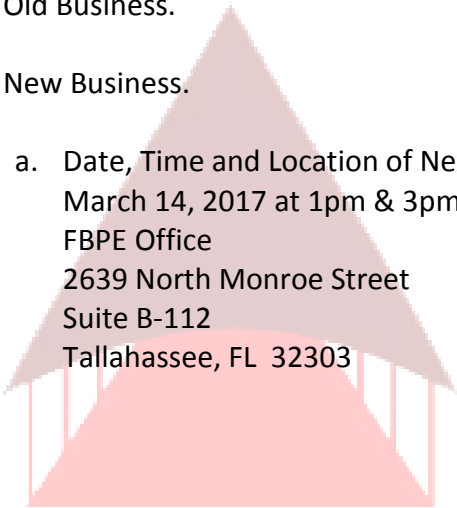 Old Business.
New Business.
a. Date, Time and Location of Ne
March 14, 2017 at 1pm & 3pm
FBPE Office
2639 North Monroe Street
Suite B-112
Tallahassee, FL 32303